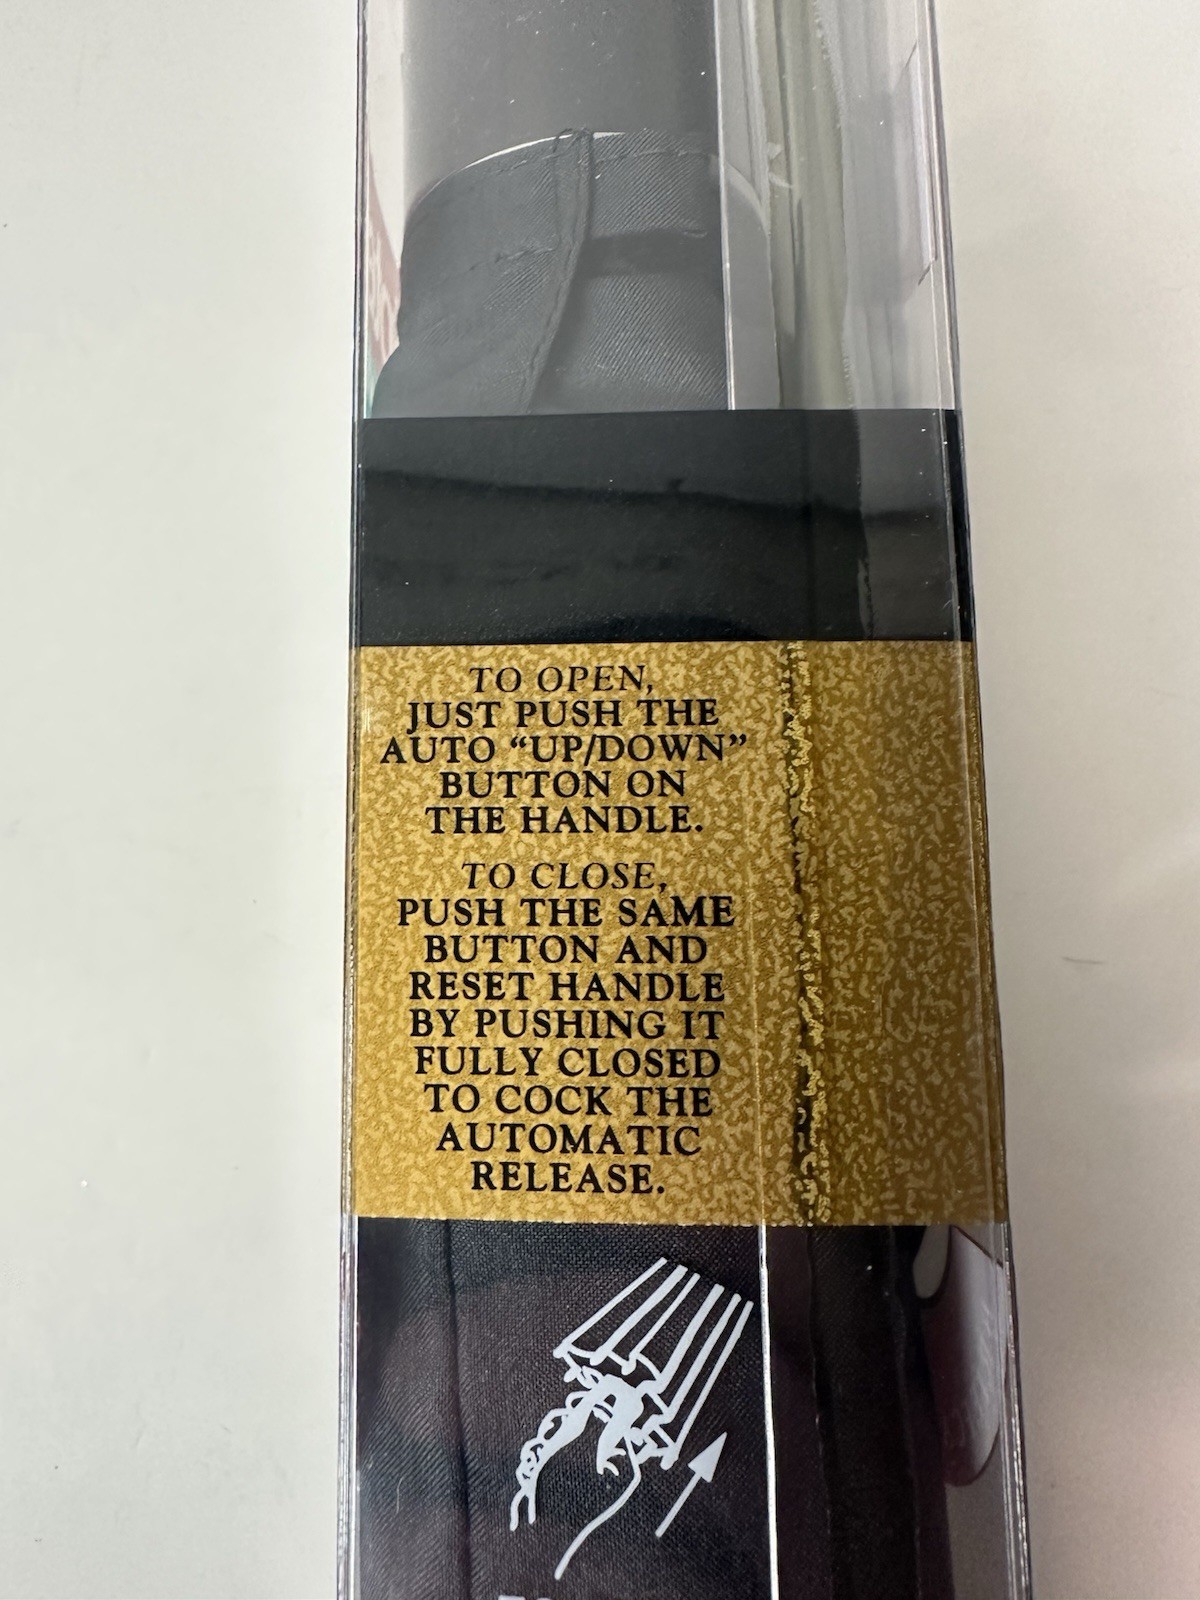 TO OPEN,
JUST PUSH THE
AUTO “UP/DOWN”
BUTTON ON
THE HANDLE.
TO CLOSE,
PUSH THE SAME
BUTTON AND
RESET HANDLE
BY PUSHING IT
FULLY CLOSED
TO COCK THE
AUTOMATIC
RELEASE.